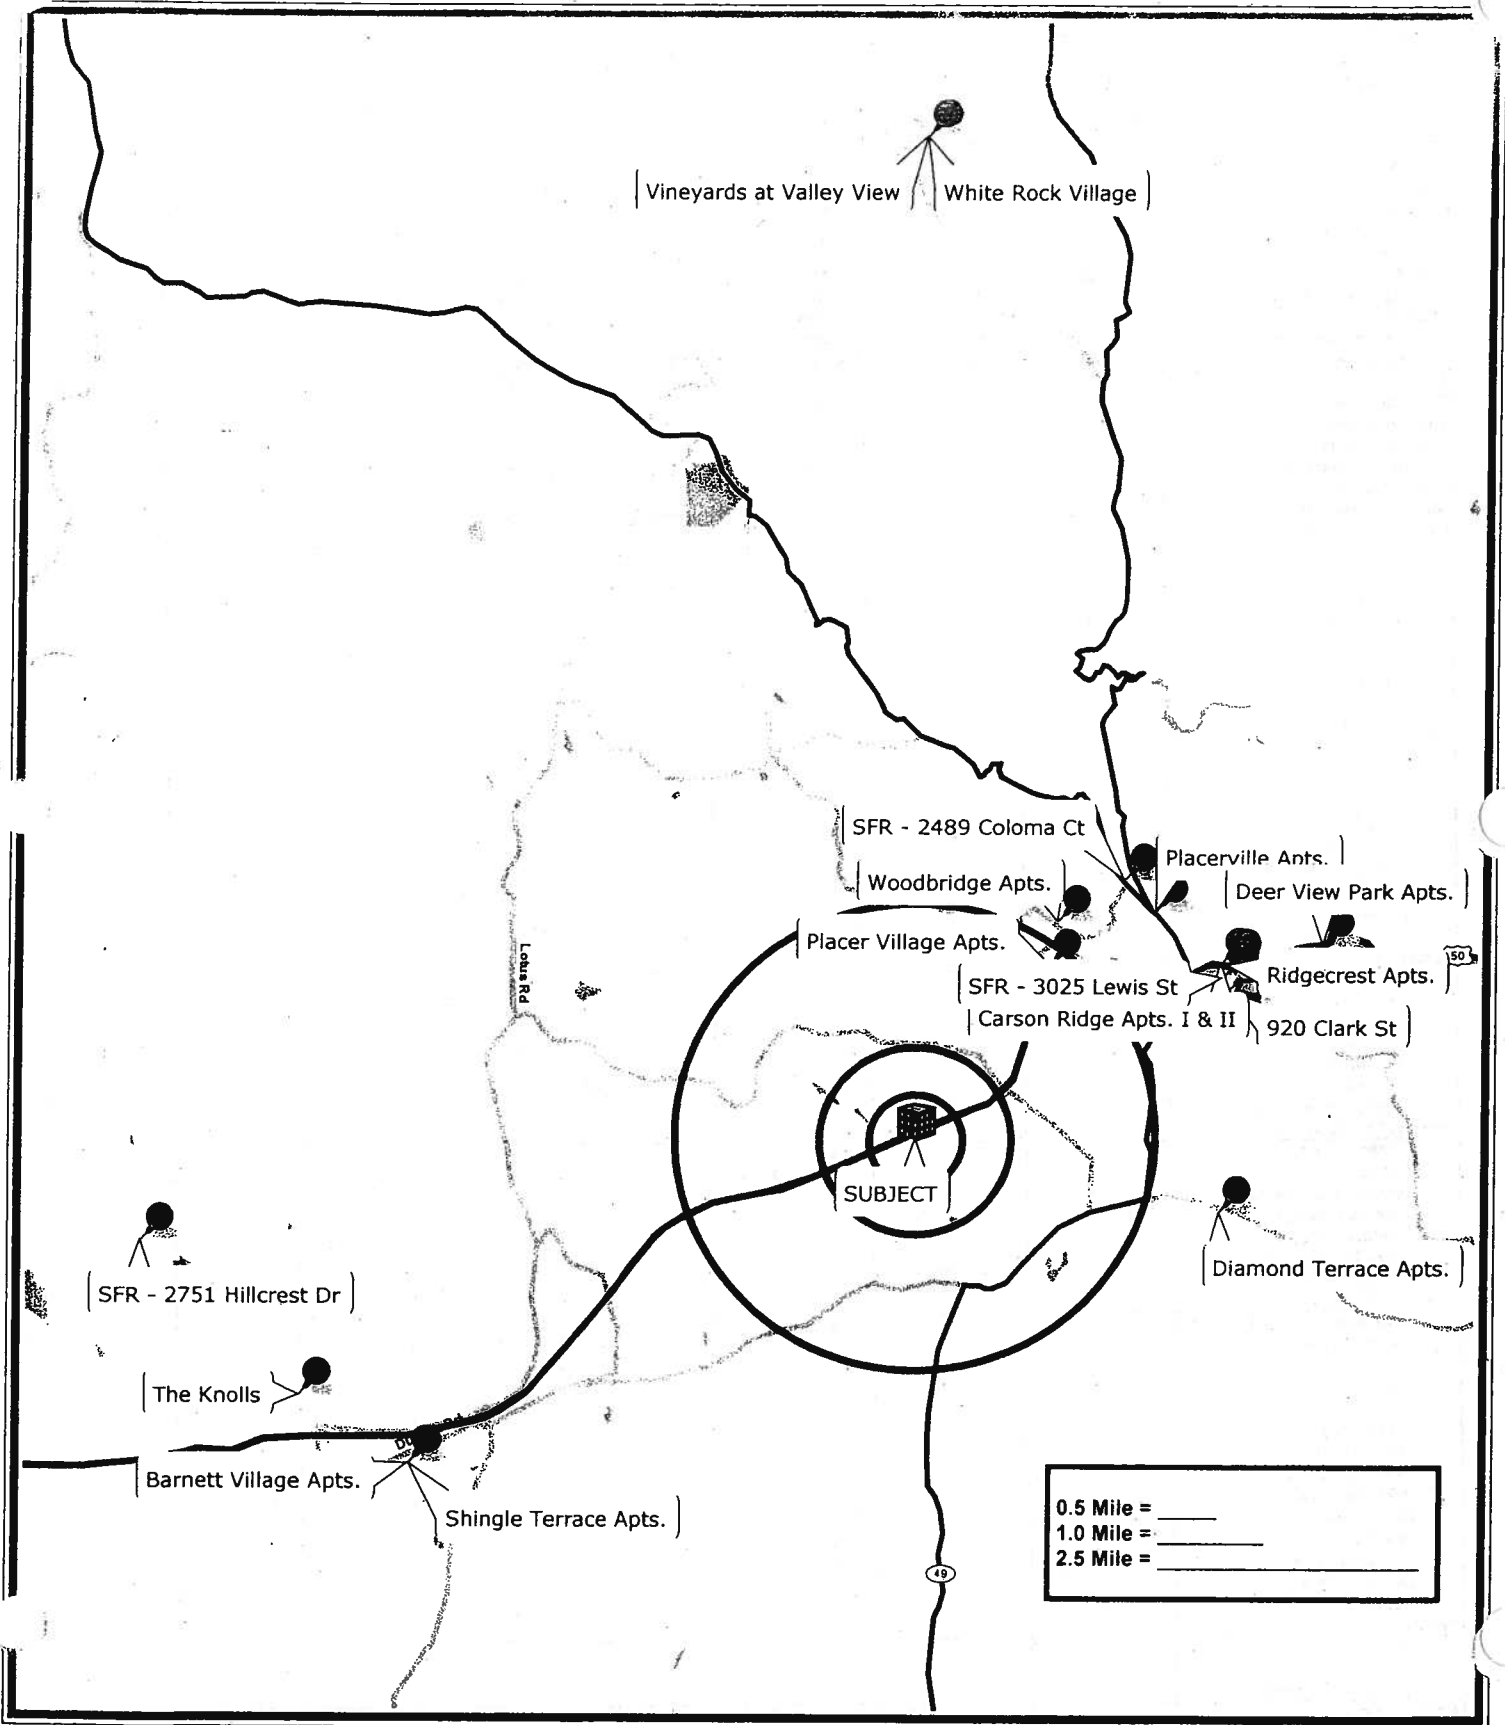 Vineyards at Valley View
White Rock Village
SFR - 2489 Coloma Ct
Placerville Apts.
Woodbridge Apts.
Deer View Park Apts.
Placer Village Apts.
50
Lotus Rd
SFR - 3025 Lewis St
Ridgecrest Apts.
Carson Ridge Apts. I & II
920 Clark St
SUBJECT
Diamond Terrace Apts.
SFR - 2751 Hillcrest Dr
The Knolls
Barnett Village Apts.
Shingle Terrace Apts.
0.5 Mile =
1.0 Mile =
2.5 Mile =
49